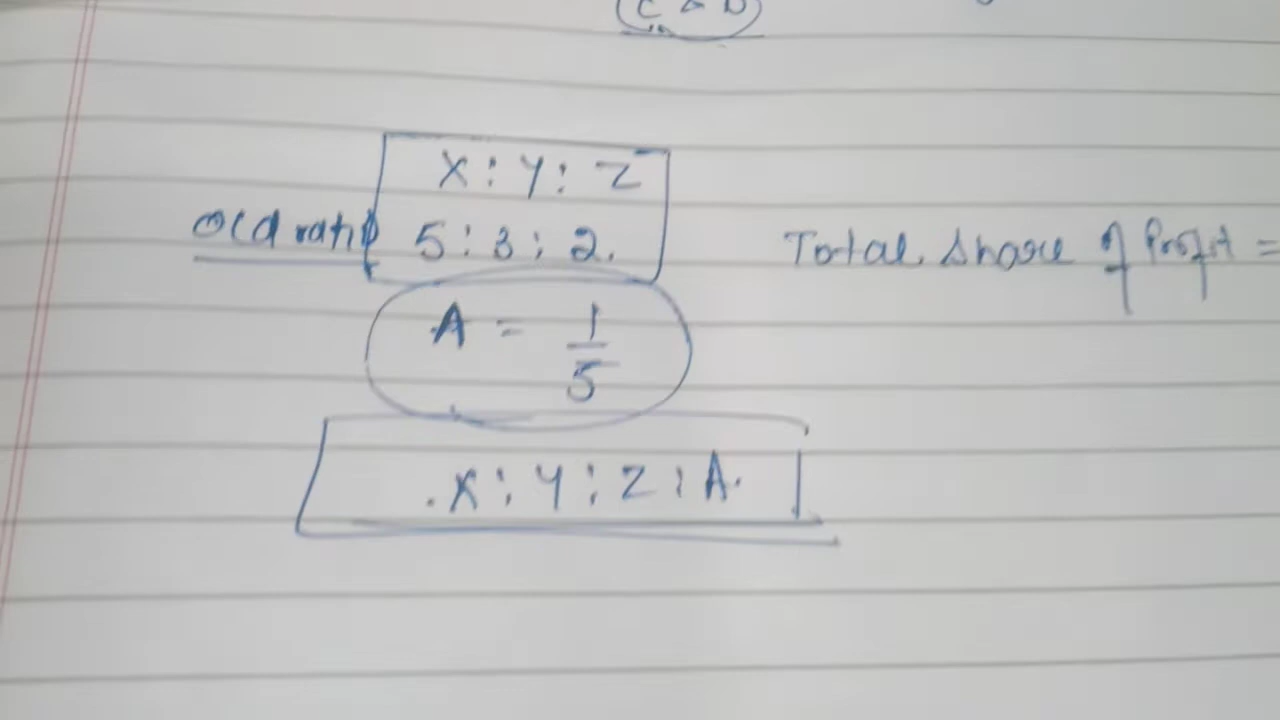 X : Y : Z
Old ratio 5 : 3 : 2.
Total Share of Profit =
A = 1/5
X : Y : Z : A.